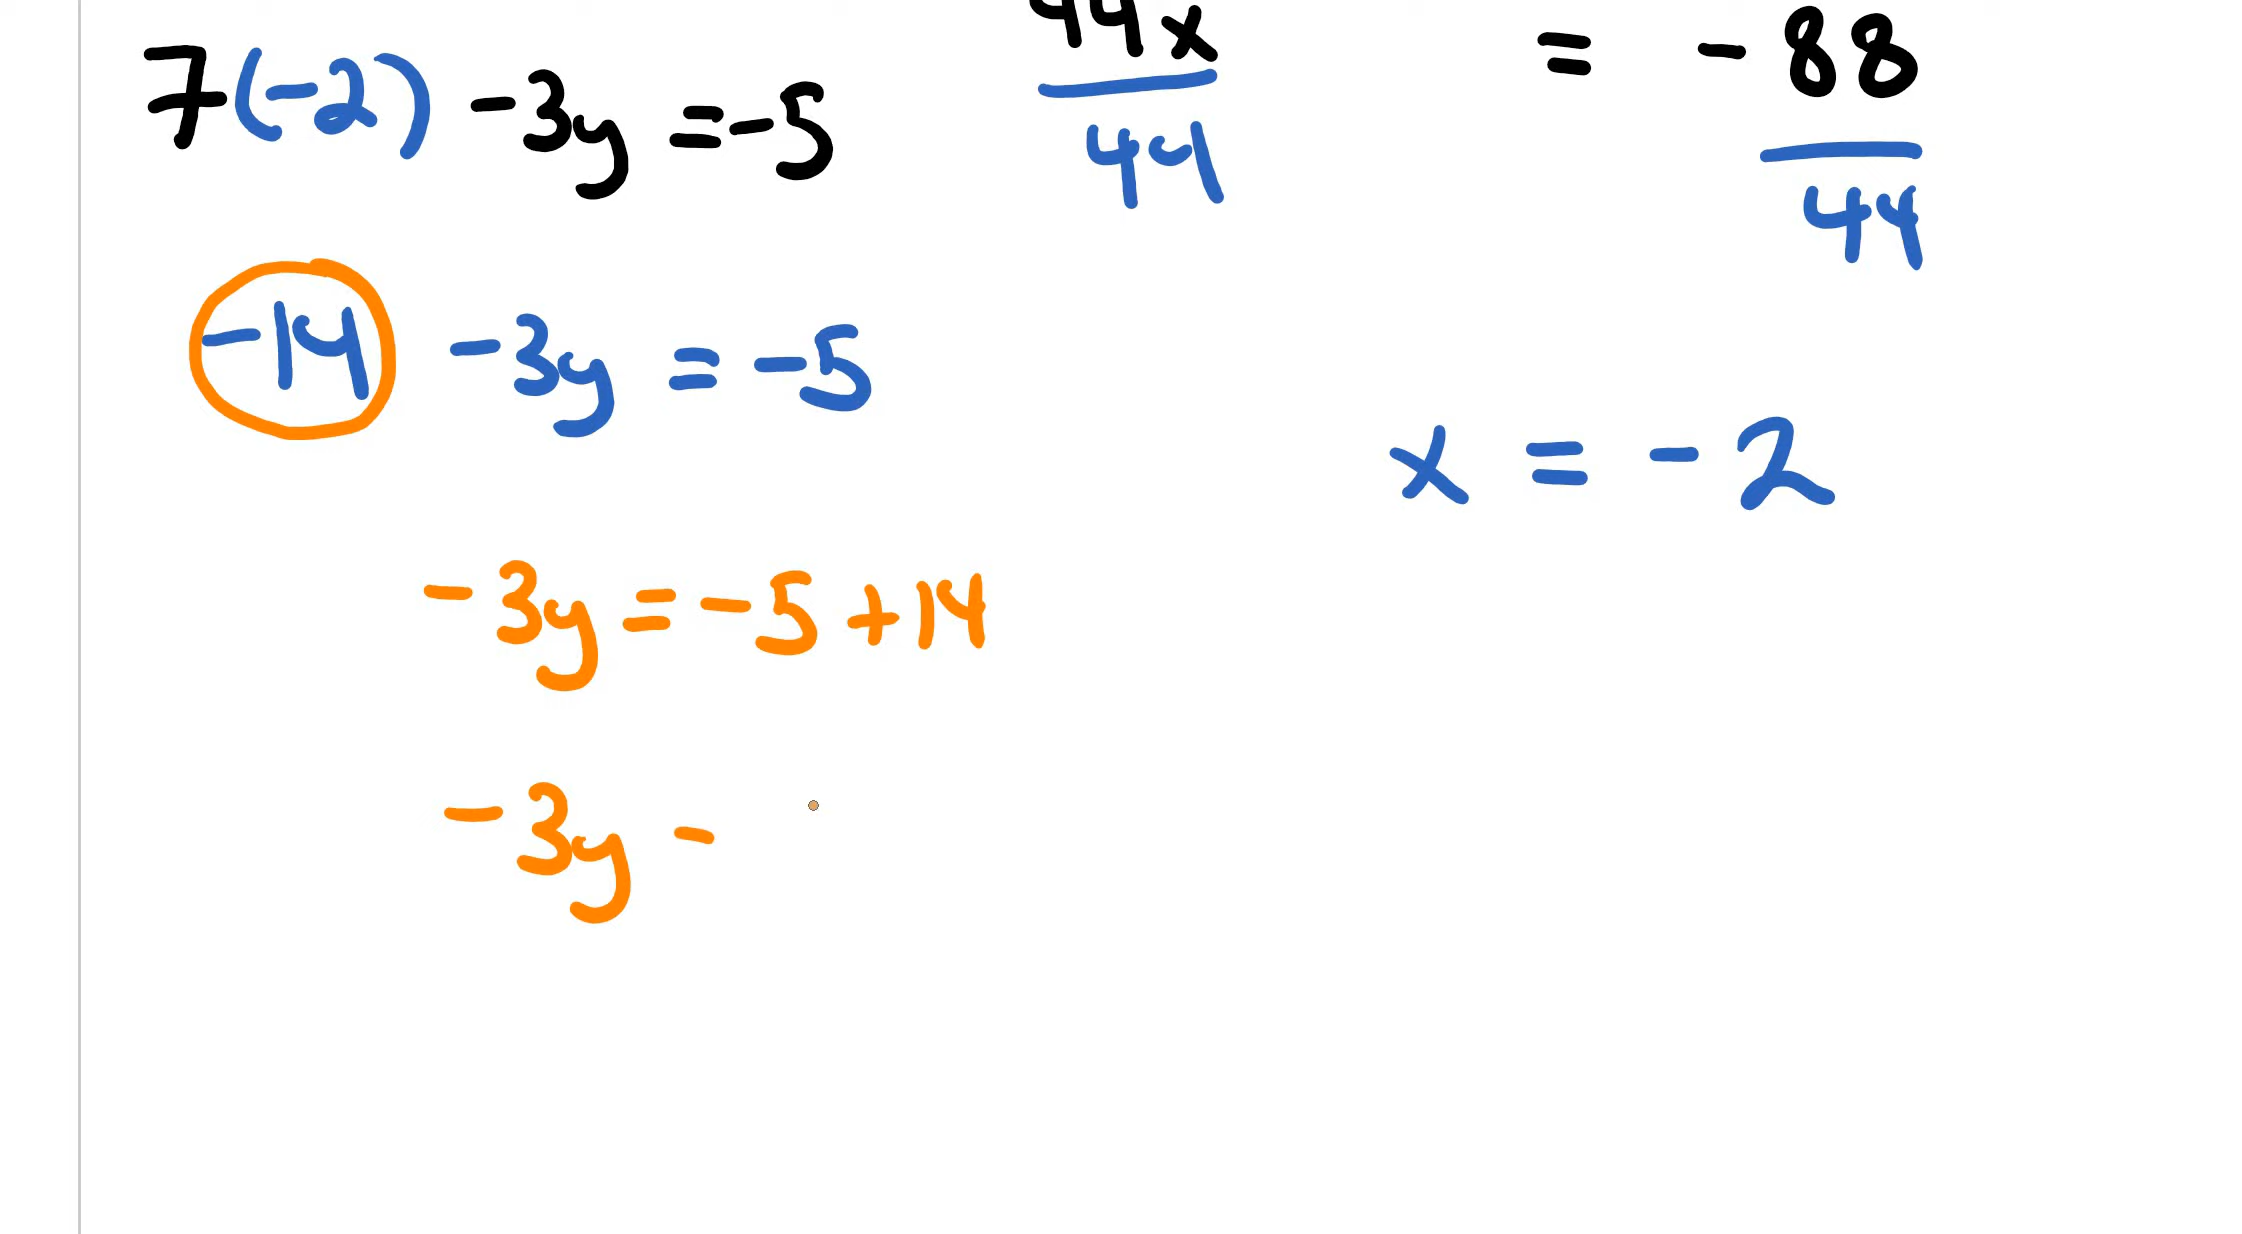 7(-2) -3y = -5
-14 -3y = -5
-3y = -5 + 14
-3y -
44x = -88
44 44
x = -2